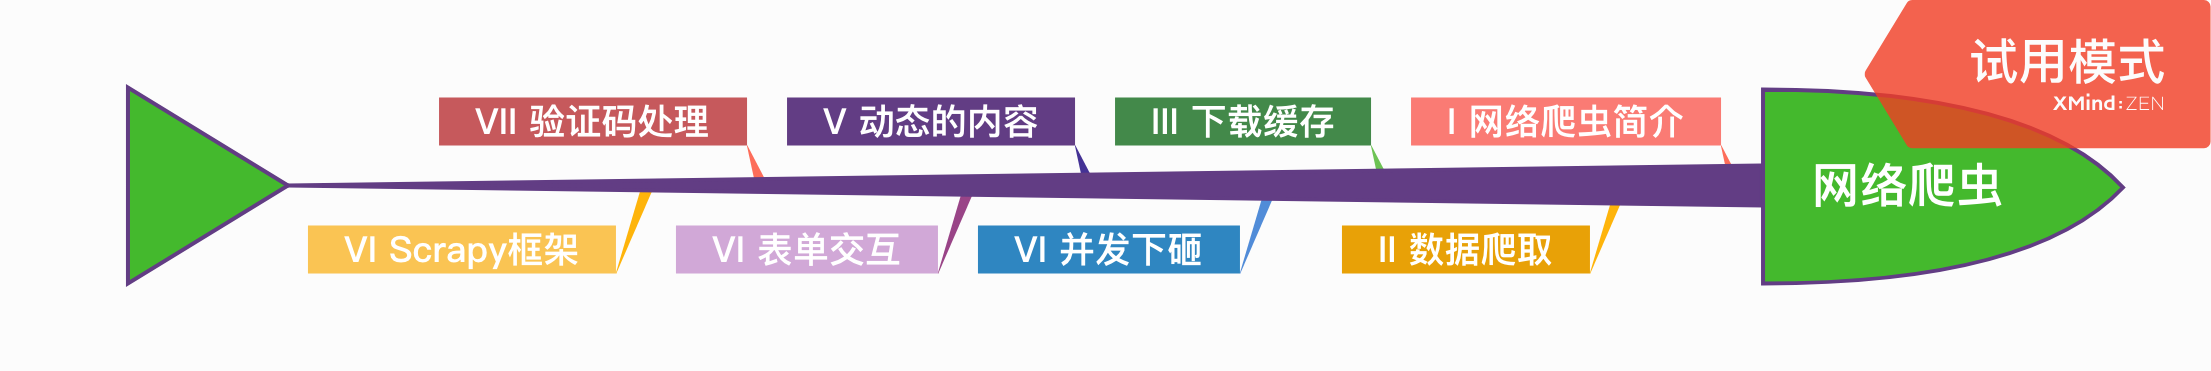 试用模式
XMind:ZEN
VII 验证码处理
V 动态的内容
III 下载缓存
I 网络爬虫简介
网络爬虫
VI Scrapy框架
VI 表单交互
VI 并发下砸
II 数据爬取